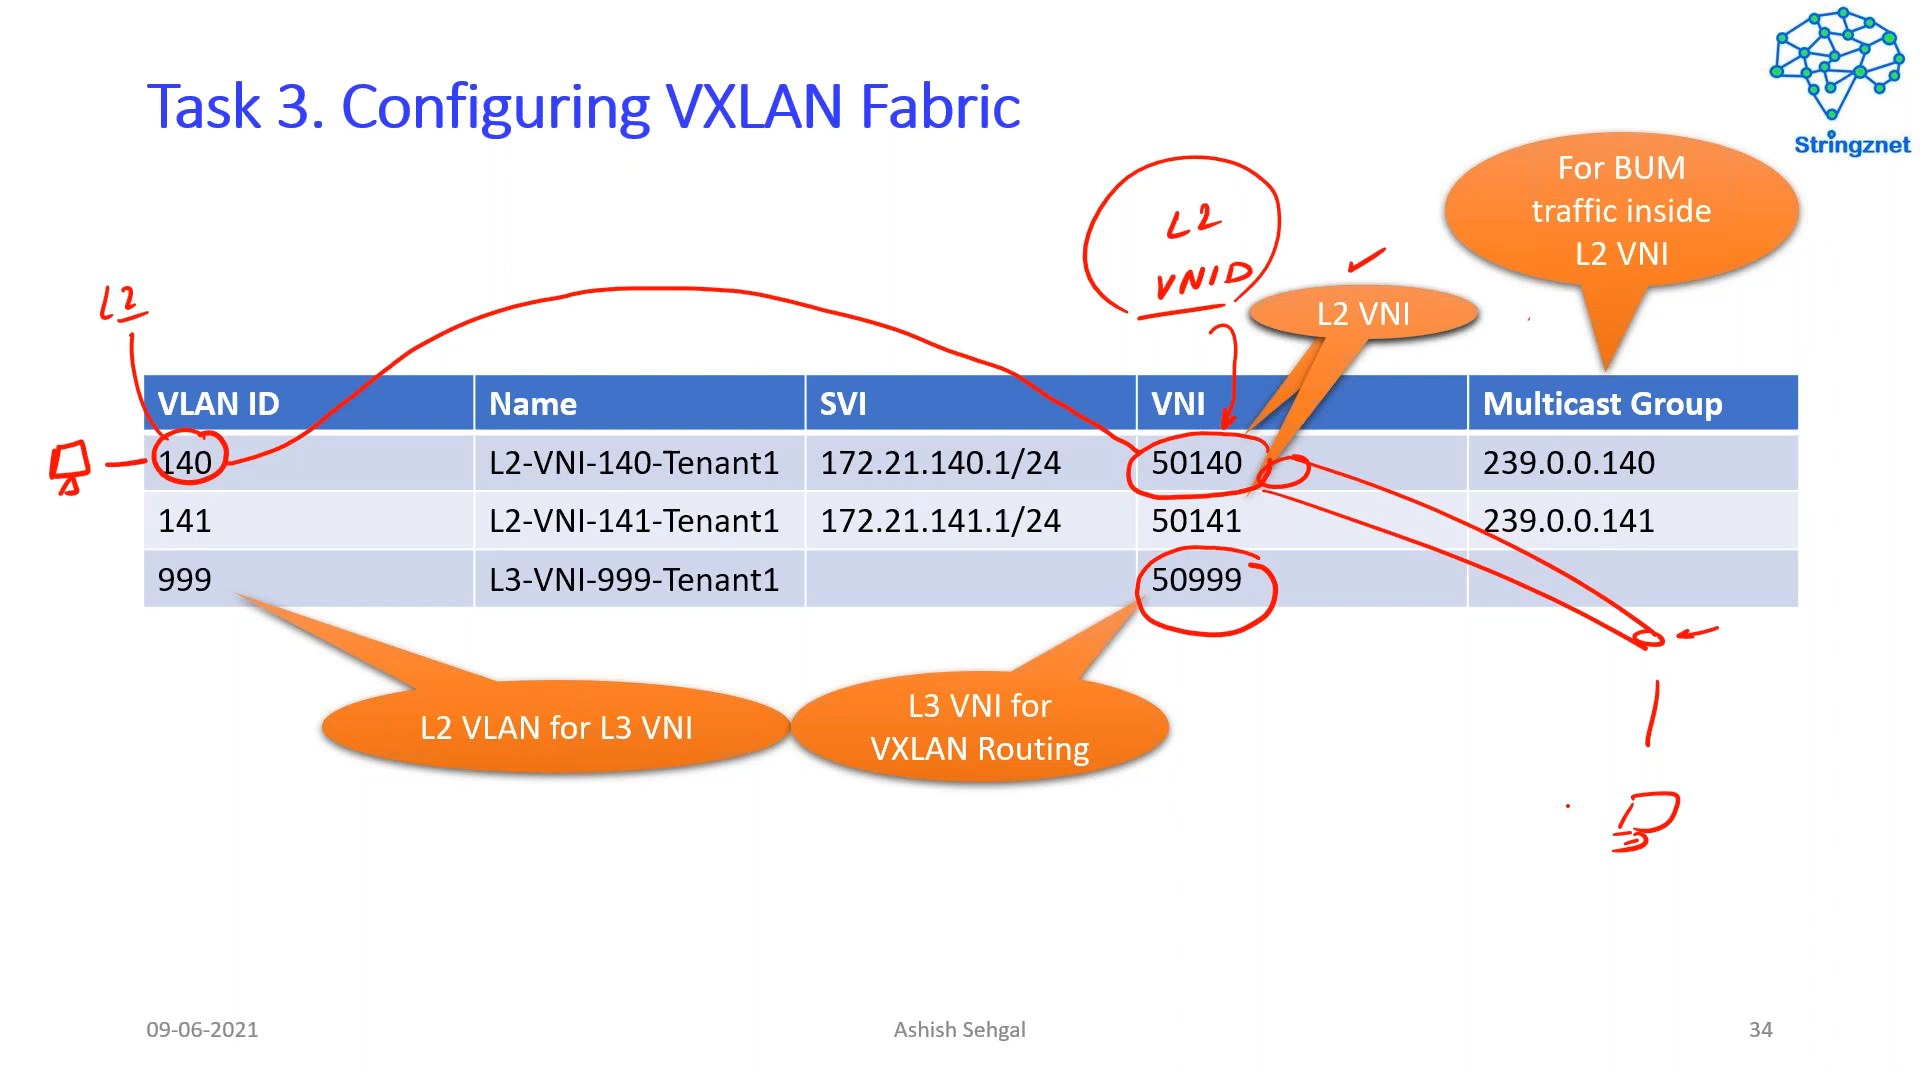 Task 3. Configuring VXLAN Fabric
Stringznet
For BUM
traffic inside
L2 VNI
L2
VNID
L2
L2 VNI
VLAN ID Name SVI VNI Multicast Group
140 L2-VNI-140-Tenant1 172.21.140.1/24 50140 239.0.0.140
141 L2-VNI-141-Tenant1 172.21.141.1/24 50141 239.0.0.141
999 L3-VNI-999-Tenant1 50999
L2 VLAN for L3 VNI
L3 VNI for
VXLAN Routing
09-06-2021 Ashish Sehgal 34